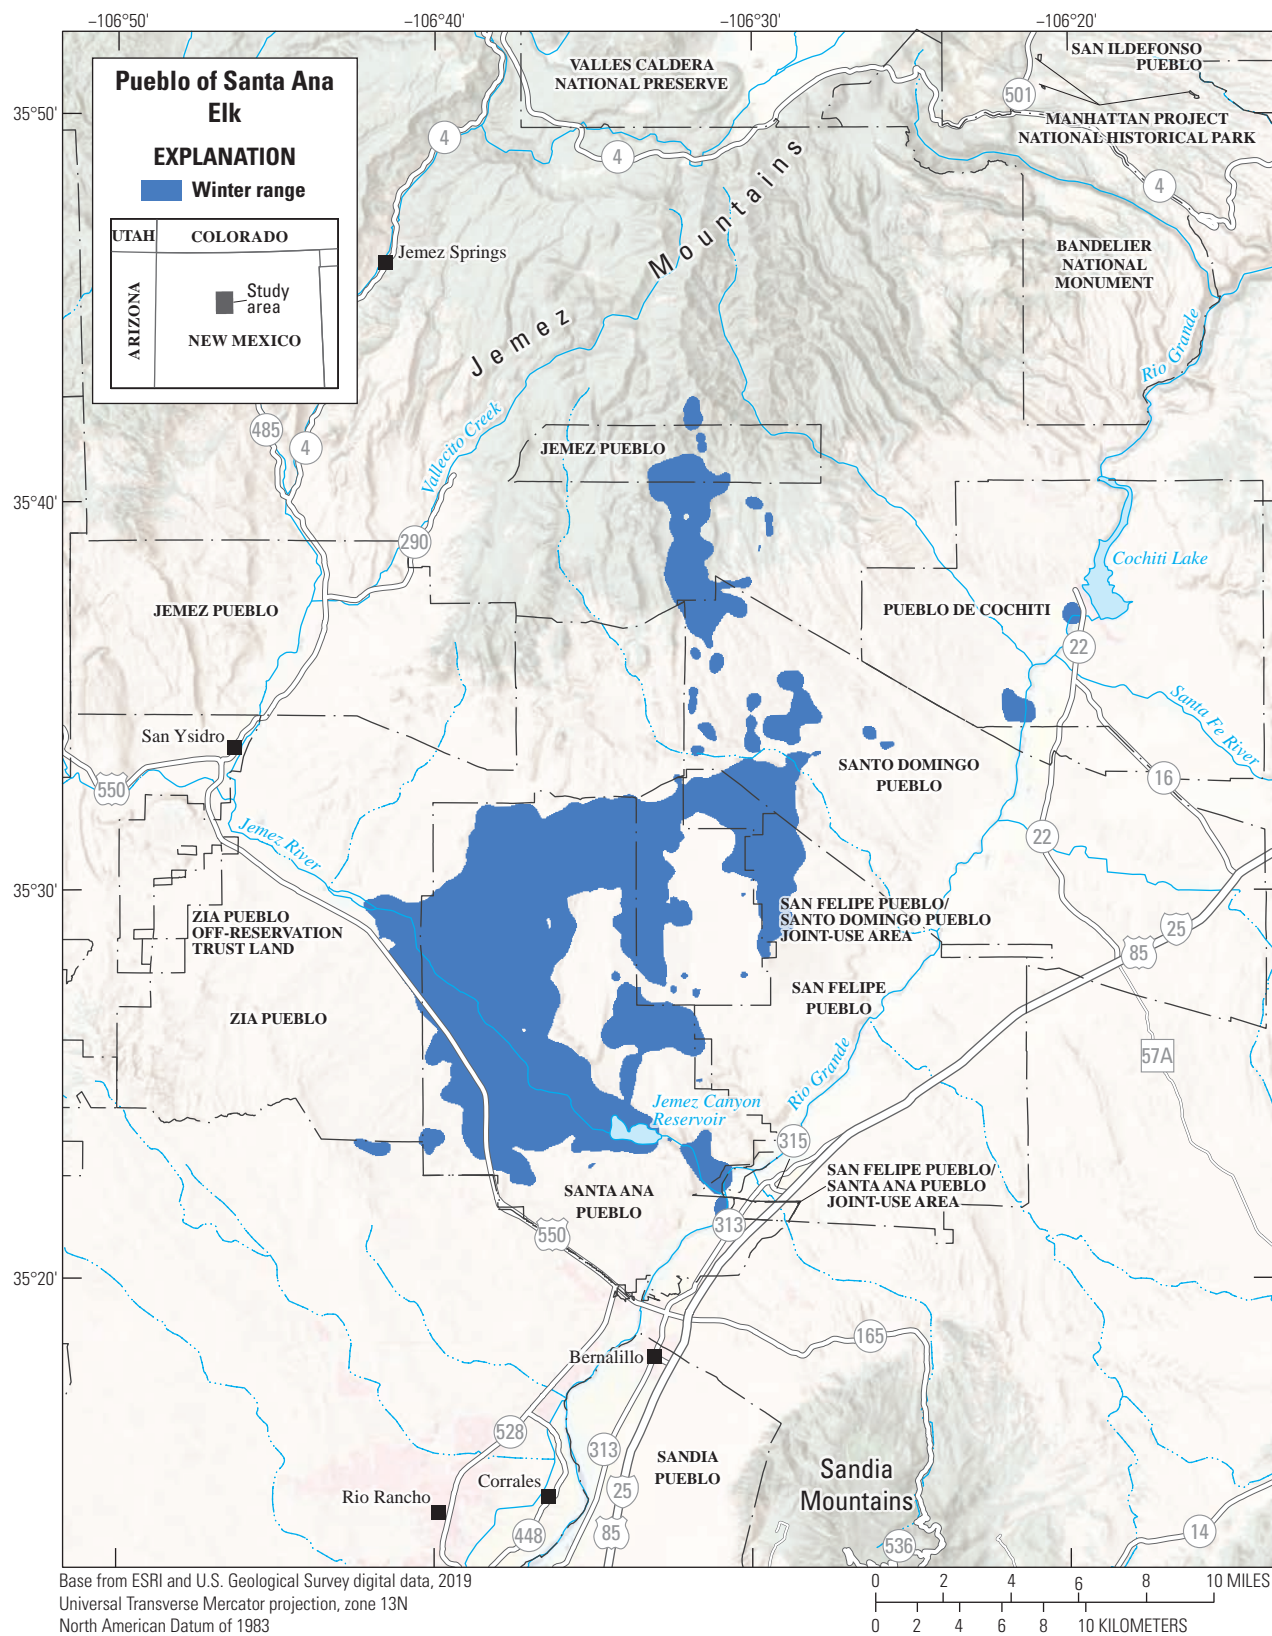 −106°50'
−106°40'
−106°30'
−106°20'
35°50'
35°40'
35°30'
35°20'
Pueblo of Santa Ana
Elk
EXPLANATION
Winter range
UTAH
COLORADO
ARIZONA
Study
area
NEW MEXICO
VALLES CALDERA
NATIONAL PRESERVE
SAN ILDEFONSO
PUEBLO
501
MANHATTAN PROJECT
NATIONAL HISTORICAL PARK
4
4
4
Jemez Springs
Jemez Mountains
BANDELIER
NATIONAL
MONUMENT
Rio Grande
485
4
Vallecito Creek
JEMEZ PUEBLO
290
Cochiti Lake
JEMEZ PUEBLO
PUEBLO DE COCHITI
22
Santa Fe River
San Ysidro
550
SANTO DOMINGO
PUEBLO
16
22
Jemez River
ZIA PUEBLO
OFF-RESERVATION
TRUST LAND
SAN FELIPE PUEBLO/
SANTO DOMINGO PUEBLO
JOINT-USE AREA
25
85
SAN FELIPE
PUEBLO
ZIA PUEBLO
57A
Rio Grande
Jemez Canyon
Reservoir
315
SAN FELIPE PUEBLO/
SANTA ANA PUEBLO
JOINT-USE AREA
SANTA ANA
PUEBLO
313
550
165
Bernalillo
528
313
SANDIA
PUEBLO
Sandia
Mountains
Corrales
Rio Rancho
25
448
85
536
14
Base from ESRI and U.S. Geological Survey digital data, 2019
Universal Transverse Mercator projection, zone 13N
North American Datum of 1983
0 2 4 6 8 10 MILES
0 2 4 6 8 10 KILOMETERS